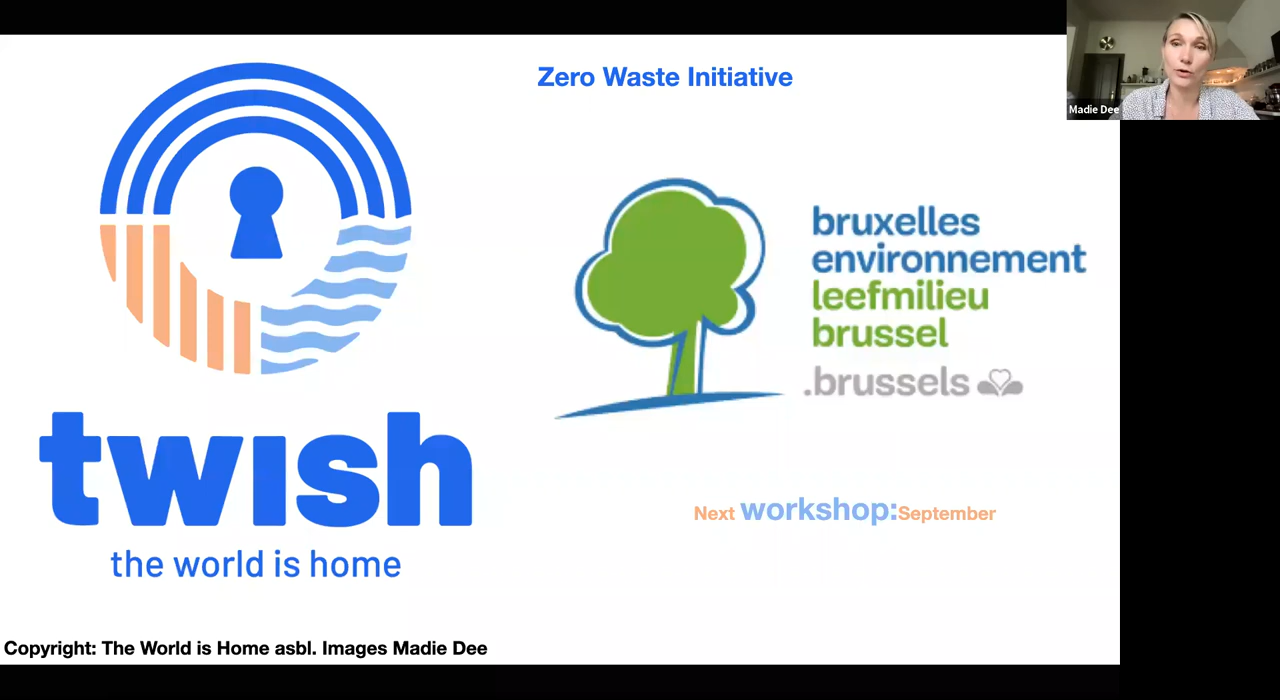 Zero Waste Initiative
Madie Dee
bruxelles
environnement
leefmilieu
brussel
.brussels
twish
the world is home
Next workshop:September
Copyright: The World is Home asbl. Images Madie Dee